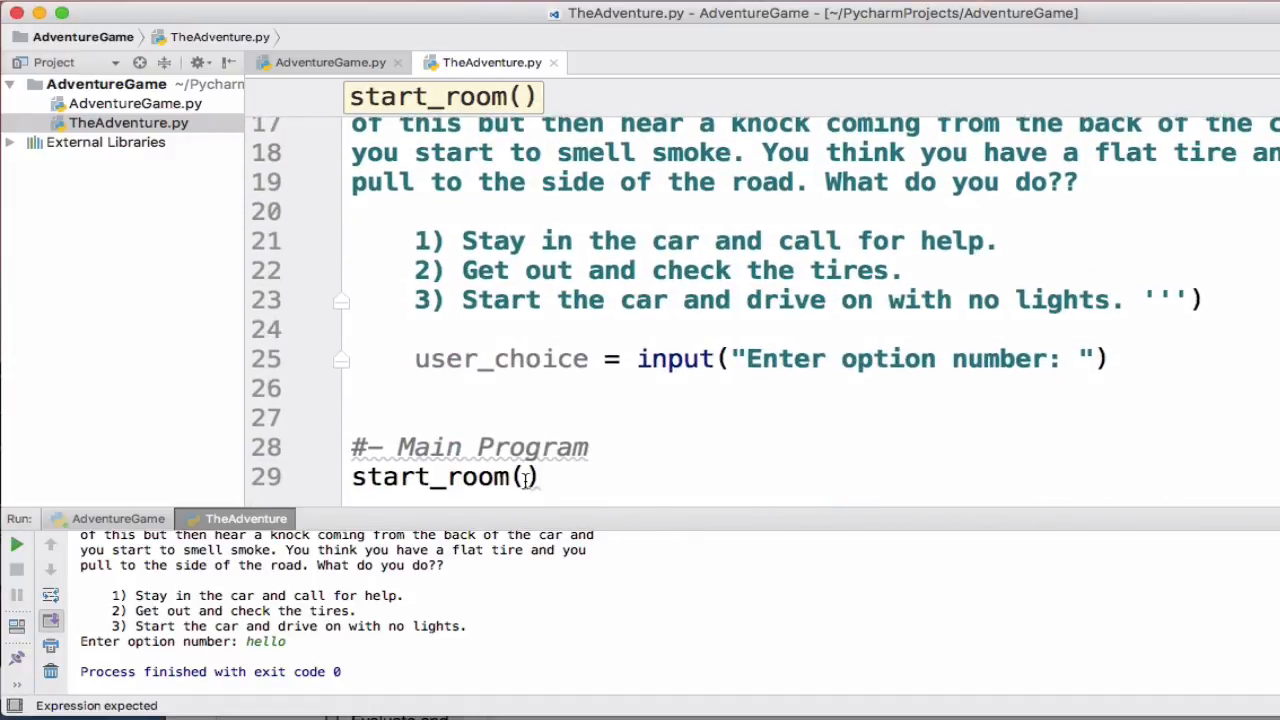 TheAdventure.py - AdventureGame - [~/PycharmProjects/AdventureGame]
AdventureGame TheAdventure.py
Project AdventureGame.py TheAdventure.py
AdventureGame ~/Pycharm
AdventureGame.py
TheAdventure.py
External Libraries
start_room()
17 of this but then hear a knock coming from the back of the
18 you start to smell smoke. You think you have a flat tire an
19 pull to the side of the road. What do you do??
20
21 1) Stay in the car and call for help.
22 2) Get out and check the tires.
23 3) Start the car and drive on with no lights. ''')
24
25 user_choice = input("Enter option number: ")
26
27
28 #– Main Program
29 start_room()
Run: AdventureGame TheAdventure
of this but then hear a knock coming from the back of the car and
you start to smell smoke. You think you have a flat tire and you
pull to the side of the road. What do you do??
1) Stay in the car and call for help.
2) Get out and check the tires.
3) Start the car and drive on with no lights.
Enter option number: hello
Process finished with exit code 0
Expression expected